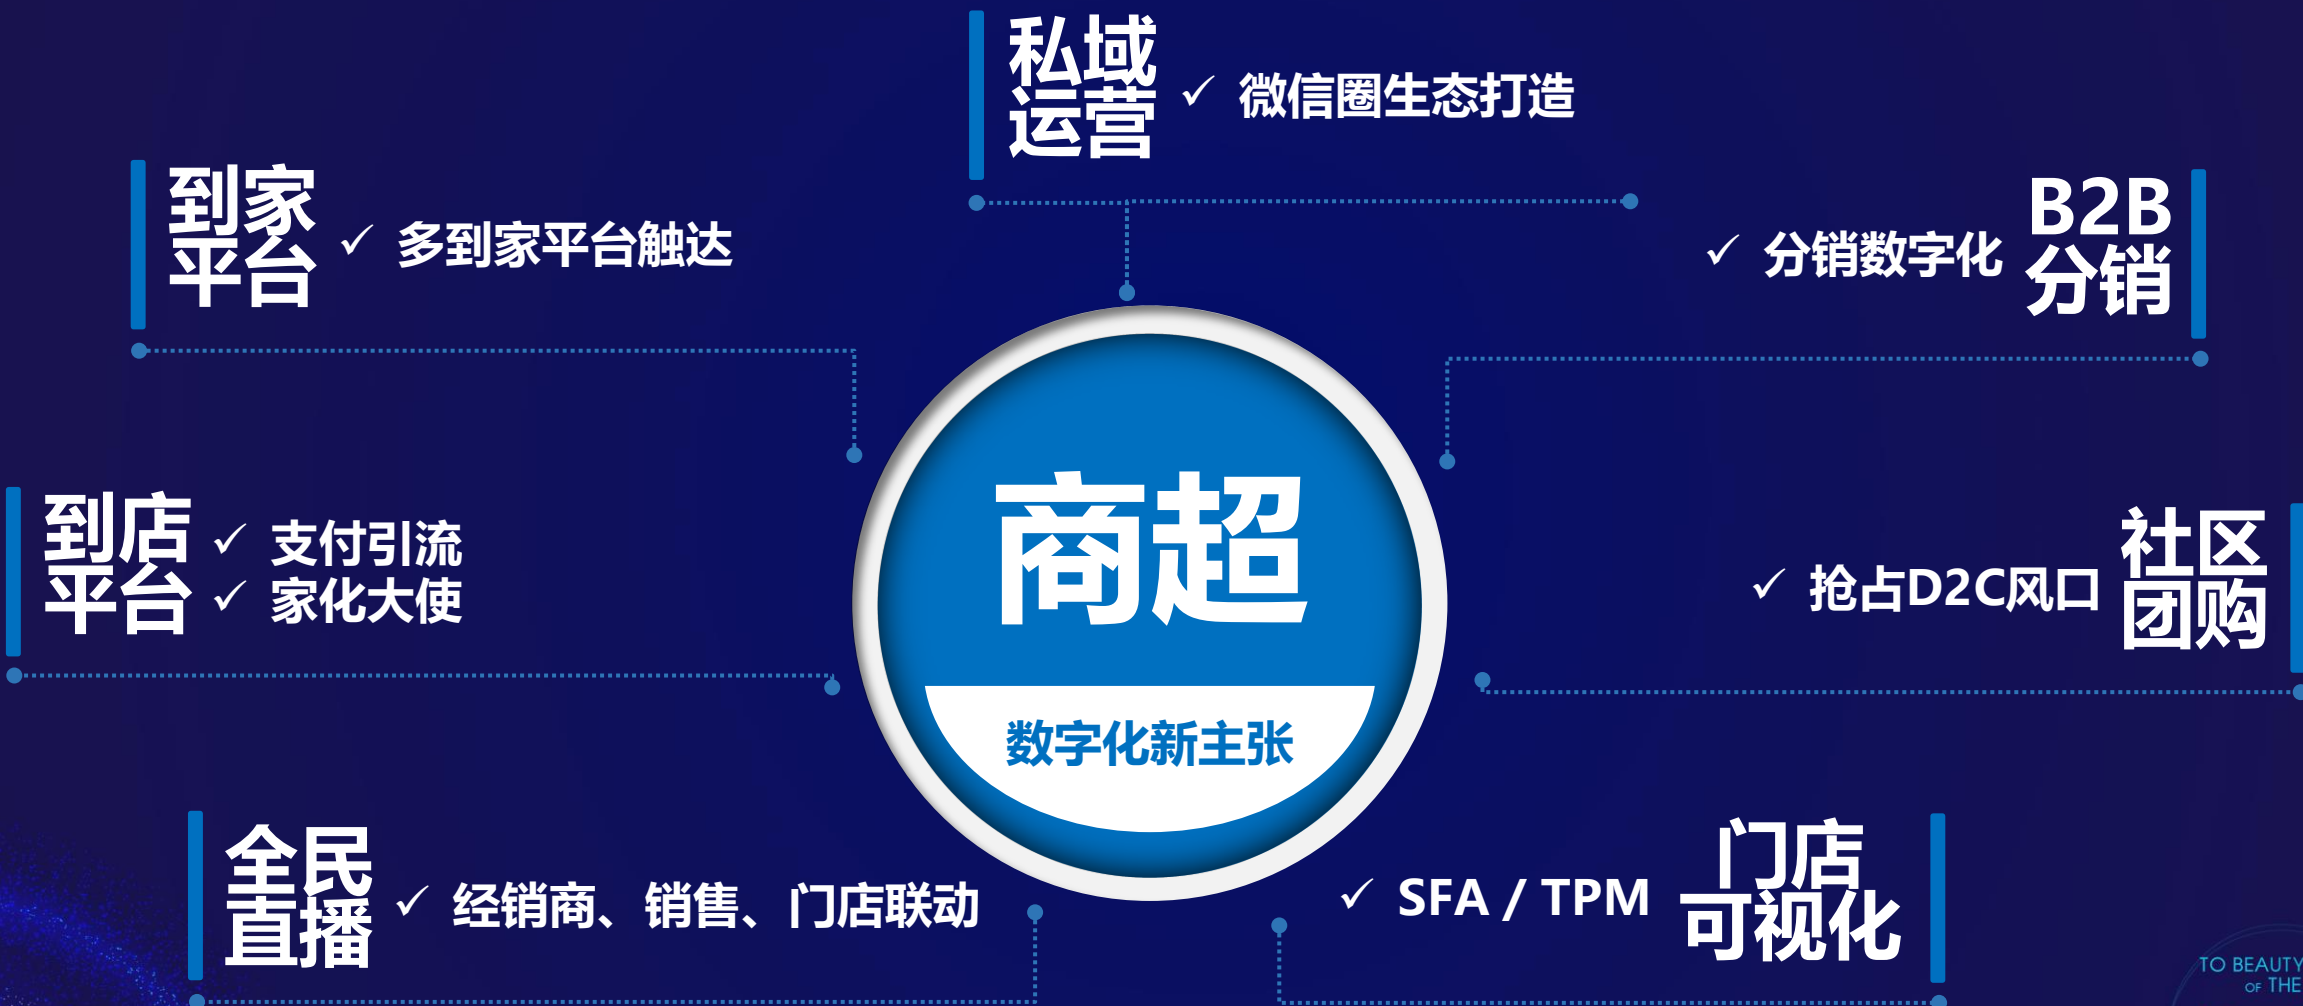 私域
运营
✓ 微信圈生态打造
到家
平台
✓ 多到家平台触达
B2B
分销
✓ 分销数字化
到店
平台
✓ 支付引流
✓ 家化大使
商超
数字化新主张
社区
团购
✓ 抢占D2C风口
全民
直播
✓ 经销商、销售、门店联动
门店
可视化
✓ SFA / TPM
TO BEAUTY
OF THE